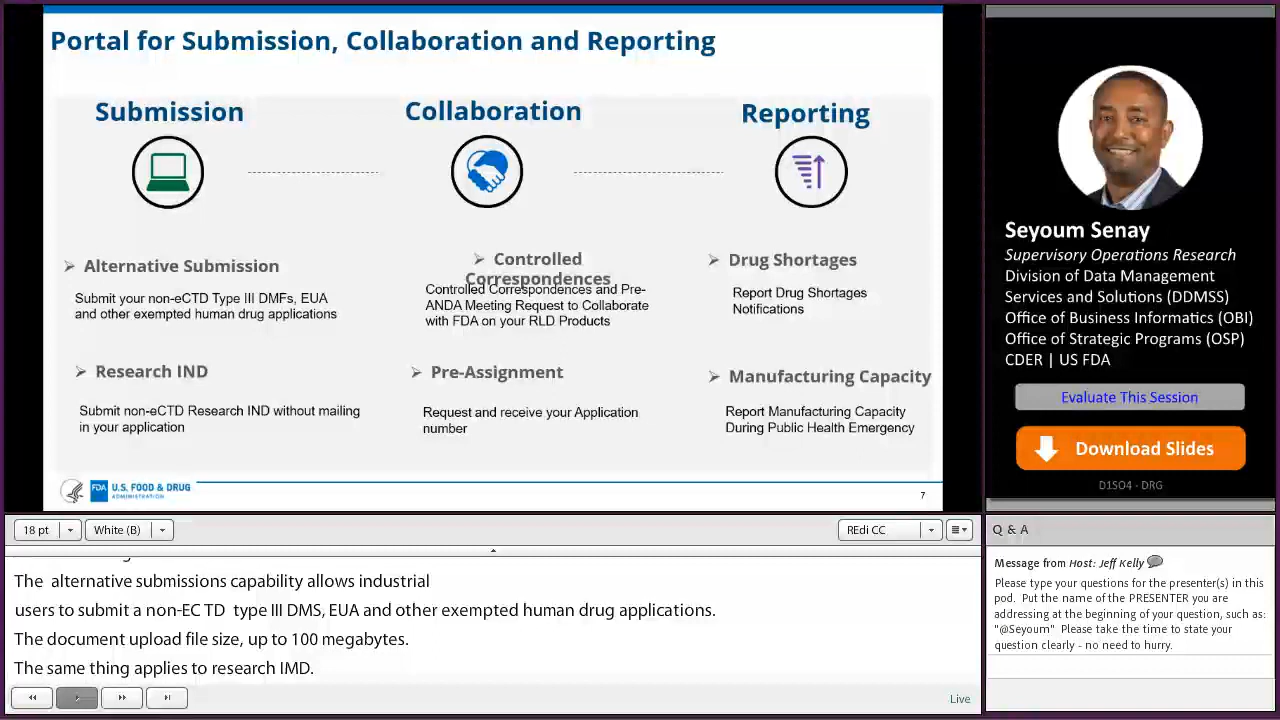 Portal for Submission, Collaboration and Reporting
Submission
Collaboration
Reporting
Alternative Submission
Submit your non-eCTD Type III DMFs, EUA
and other exempted human drug applications
Research IND
Submit non-eCTD Research IND without mailing
in your application
Controlled
Correspondences
Controlled Correspondences and Pre-
ANDA Meeting Request to Collaborate
with FDA on your RLD Products
Pre-Assignment
Request and receive your Application
number
Drug Shortages
Report Drug Shortages
Notifications
Manufacturing Capacity
Report Manufacturing Capacity
During Public Health Emergency
FDA
U.S. FOOD & DRUG
ADMINISTRATION
7
Seyoum Senay
Supervisory Operations Research
Division of Data Management
Services and Solutions (DDMSS)
Office of Business Informatics (OBI)
Office of Strategic Programs (OSP)
CDER | US FDA
Evaluate This Session
Download Slides
D1S04 - DRG
18 pt
White (B)
REdi CC
The alternative submissions capability allows industrial
users to submit a non-EC TD type III DMS, EUA and other exempted human drug applications.
The document upload file size, up to 100 megabytes.
The same thing applies to research IMD.
Live
Q & A
Message from Host: Jeff Kelly
Please type your questions for the presenter(s) in this
pod. Put the name of the PRESENTER you are
addressing at the beginning of your question, such as:
"@Seyoum" Please take the time to state your
question clearly - no need to hurry.